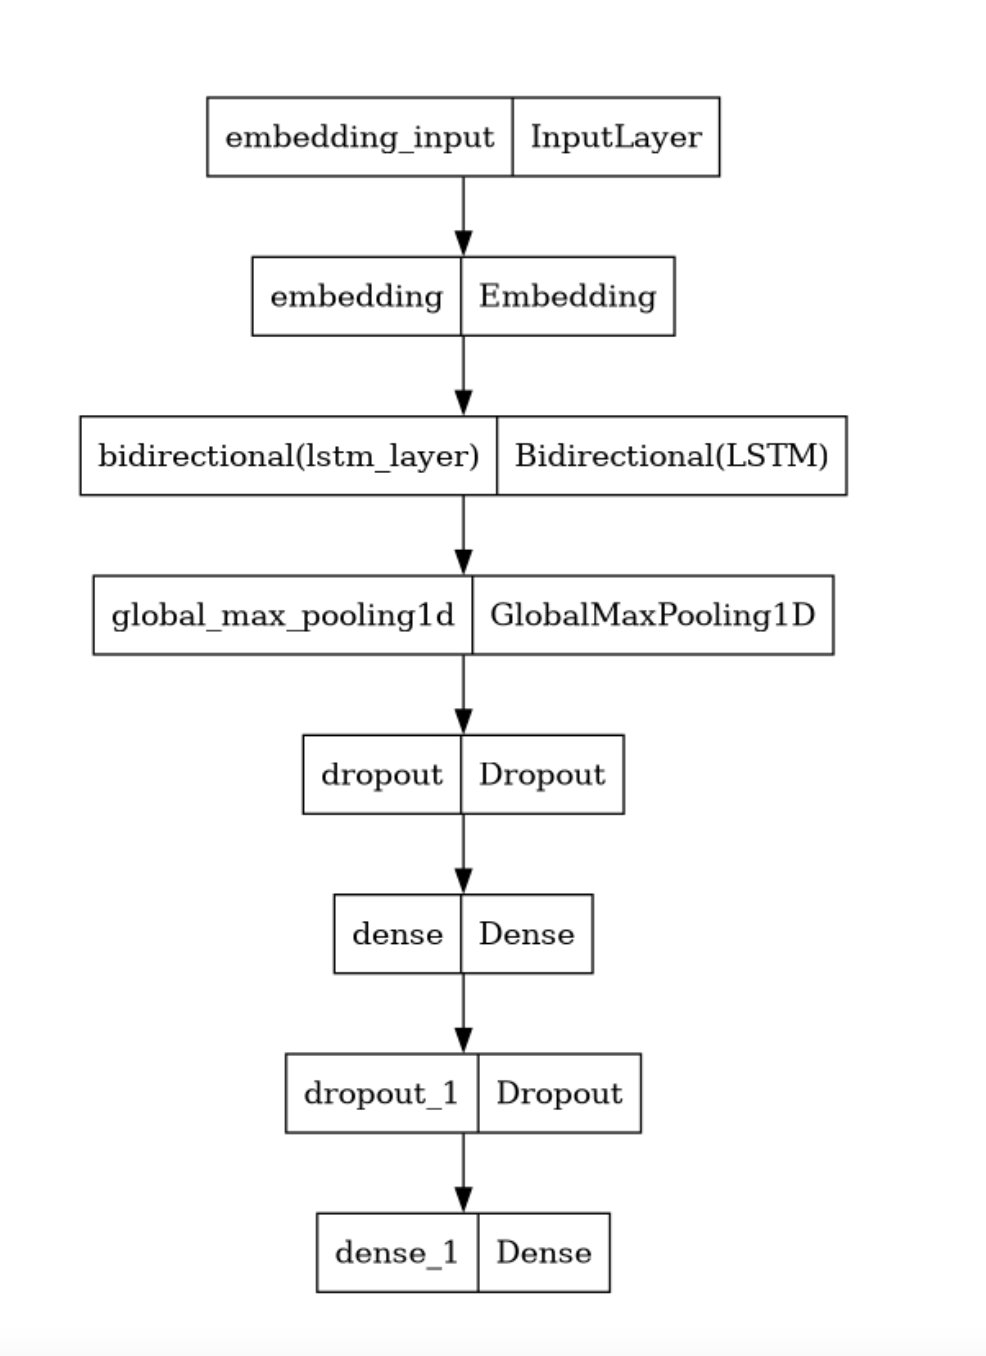 embedding_input InputLayer
embedding Embedding
bidirectional(lstm_layer) Bidirectional(LSTM)
global_max_pooling1d GlobalMaxPooling1D
dropout Dropout
dense Dense
dropout_1 Dropout
dense_1 Dense